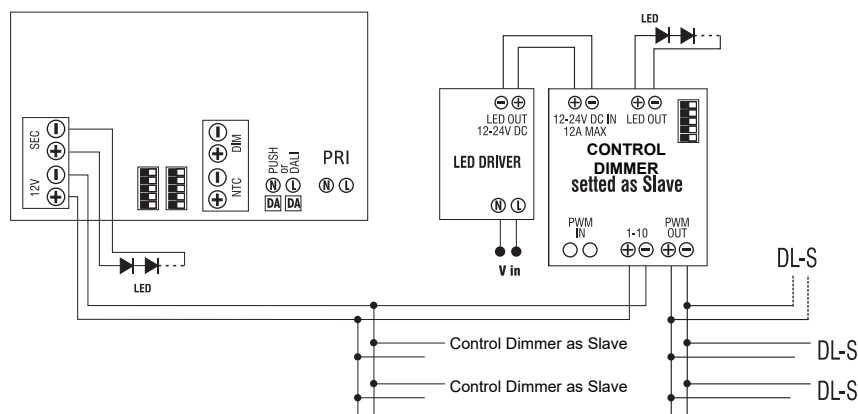 SEC
12V
DIM
NTC
PUSH
or
DALI
N L
DA DA
PRI
N L
LED
LED OUT
12-24V DC
LED DRIVER
N L
V in
LED
12-24V DC IN
12A MAX
LED OUT
CONTROL
DIMMER
setted as Slave
PWM
IN
1-10
PWM
OUT
DL-S
Control Dimmer as Slave
DL-S
Control Dimmer as Slave
DL-S